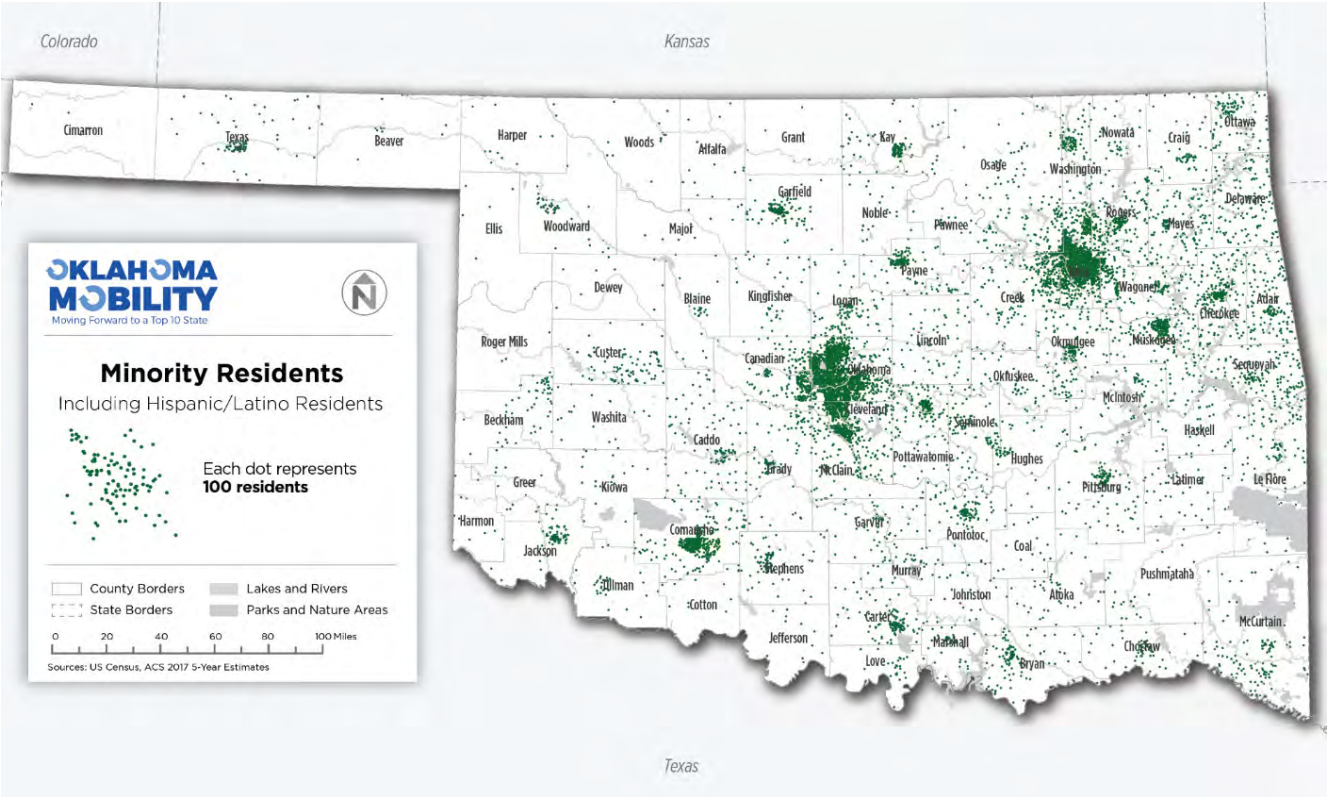 Colorado
Kansas
Cimarron
Texas
Beaver
Harper
Woods
Alfalfa
Grant
Kay
Osage
Washington
Nowata
Craig
Ottawa
Ellis
Woodward
Major
Garfield
Noble
Pawnee
Rogers
Mayes
Delaware
Dewey
Blaine
Kingfisher
Logan
Payne
Creek
Wagoner
Cherokee
Adair
Roger Mills
Custer
Canadian
Oklahoma
Lincoln
Okmulgee
Muskogee
Sequoyah
Okfuskee
McIntosh
Beckham
Washita
Caddo
Cleveland
Seminole
Haskell
Grady
McClain
Pottawatomie
Hughes
Pittsburg
Latimer
Le Flore
Greer
Kiowa
Harmon
Jackson
Comanche
Garvin
Pontotoc
Coal
Tillman
Stephens
Murray
Johnston
Atoka
Pushmataha
Cotton
Carter
Marshall
Choctaw
McCurtain
Jefferson
Love
Bryan
Texas
OKLAHOMA
MOBILITY
Moving Forward to a Top 10 State
N
Minority Residents
Including Hispanic/Latino Residents
Each dot represents
100 residents
County Borders
Lakes and Rivers
State Borders
Parks and Nature Areas
0 20 40 60 80 100 Miles
Sources: US Census, ACS 2017 5-Year Estimates